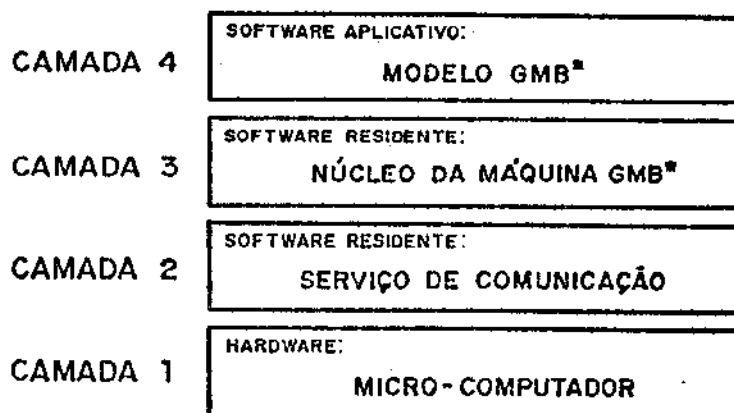 SOFTWARE APLICATIVO:
CAMADA 4
MODELO GMB*
SOFTWARE RESIDENTE:
CAMADA 3
NÚCLEO DA MÁQUINA GMB*
SOFTWARE RESIDENTE:
CAMADA 2
SERVIÇO DE COMUNICAÇÃO
HARDWARE:
CAMADA 1
MICRO-COMPUTADOR